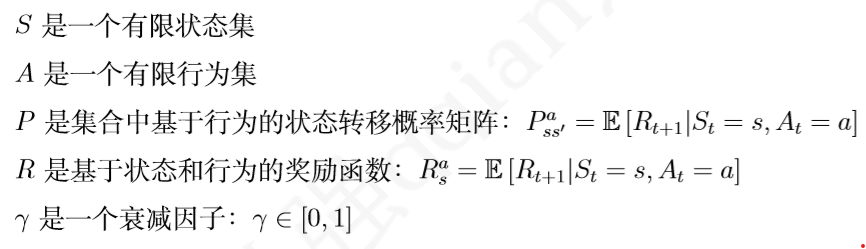 S 是一个有限状态集
A 是一个有限行为集
P 是集合中基于行为的状态转移概率矩阵：$P^a_{ss'} = \mathbb{E}\left[R_{t+1}|S_t = s, A_t = a\right]$
R 是基于状态和行为的奖励函数：$R^a_s = \mathbb{E}\left[R_{t+1}|S_t = s, A_t = a\right]$
γ 是一个衰减因子：$\gamma \in [0, 1]$